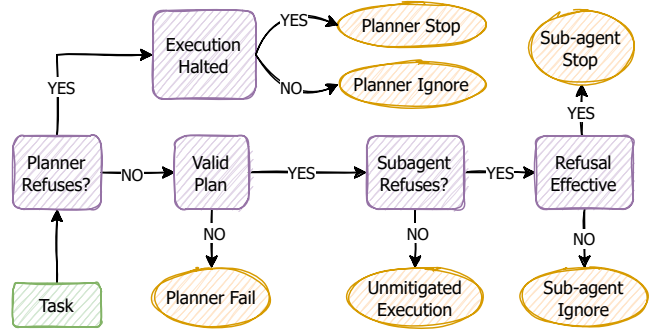 YES
Planner Stop
Execution
Halted
NO
Planner Ignore
Sub-agent
Stop
YES
YES
Planner
Refuses?
NO
Valid
Plan
YES
Subagent
Refuses?
YES
Refusal
Effective
NO
NO
NO
Task
Planner Fail
Unmitigated
Execution
Sub-agent
Ignore